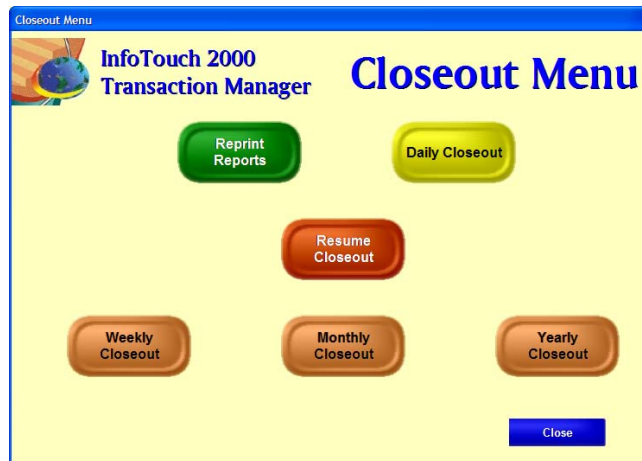 Closeout Menu
InfoTouch 2000
Transaction Manager
Closeout Menu
Reprint
Reports
Daily Closeout
Resume
Closeout
Weekly
Closeout
Monthly
Closeout
Yearly
Closeout
Close